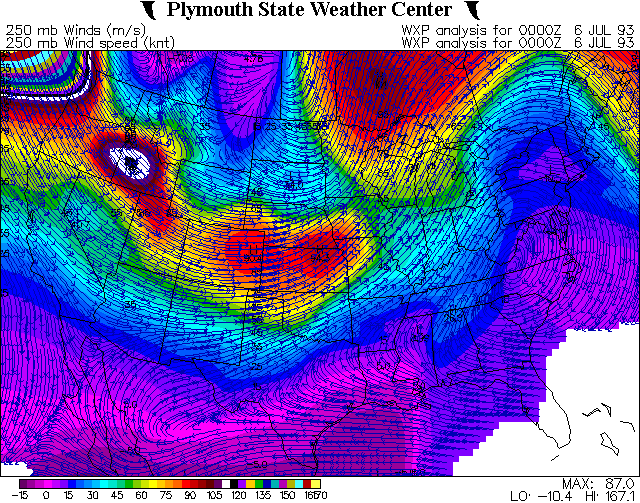 Plymouth State Weather Center
250 mb Winds (m/s) WXP analysis for 0000Z 6 JUL 93
250 mb Wind speed (knt) WXP analysis for 0000Z 6 JUL 93
-15 0 15 30 45 60 75 90 105 120 135 150 165 170
MAX: 87.0
LO: -10.4 HI: 167.1